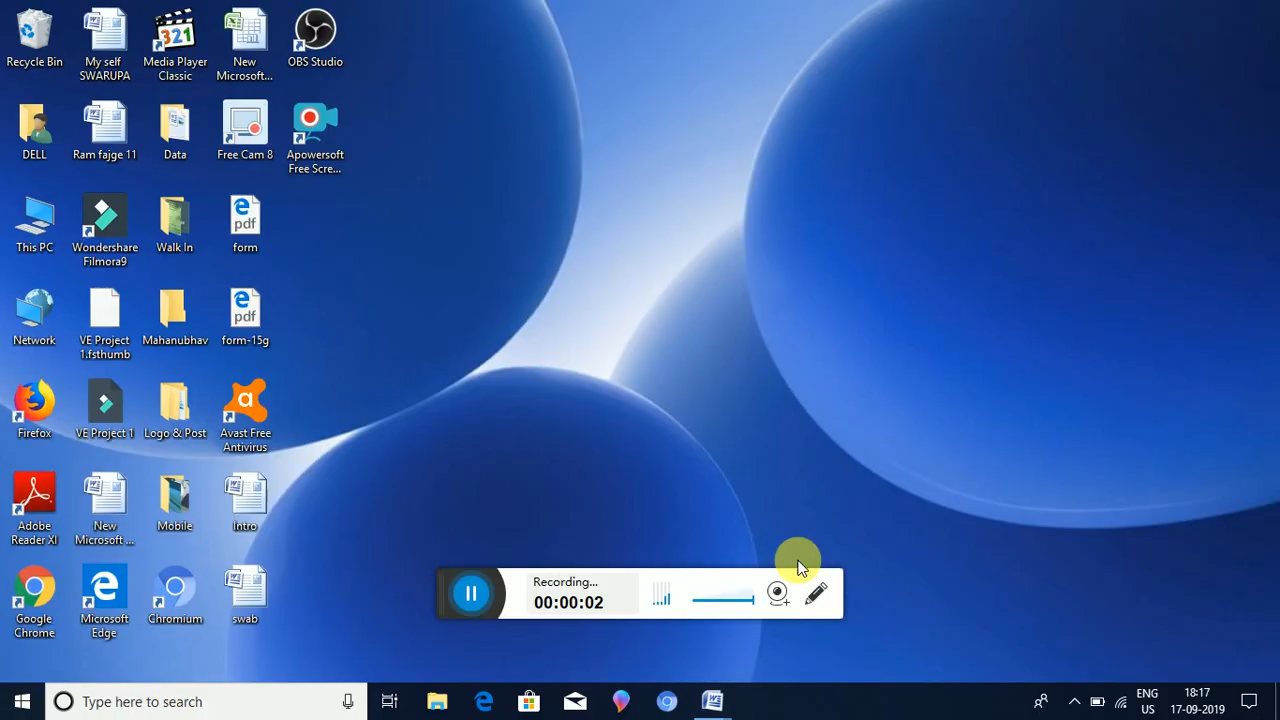 Recycle Bin
My self
SWARUPA
Media Player
Classic
New
Microsoft...
OBS Studio
321
DELL
Ram fajge 11
Data
Free Cam 8
Apowersoft
Free Scre...
This PC
Wondershare
Filmora9
Walk In
pdf
form
Network
VE Project
1.fsthumb
Mahanubhav
pdf
form-15g
Firefox
VE Project 1
Logo & Post
Avast Free
Antivirus
Adobe
Reader XI
New
Microsoft ...
Mobile
Intro
Google
Chrome
Microsoft
Edge
Chromium
swab
Recording...
00:00:02
Type here to search
ENG
US
18:17
17-09-2019